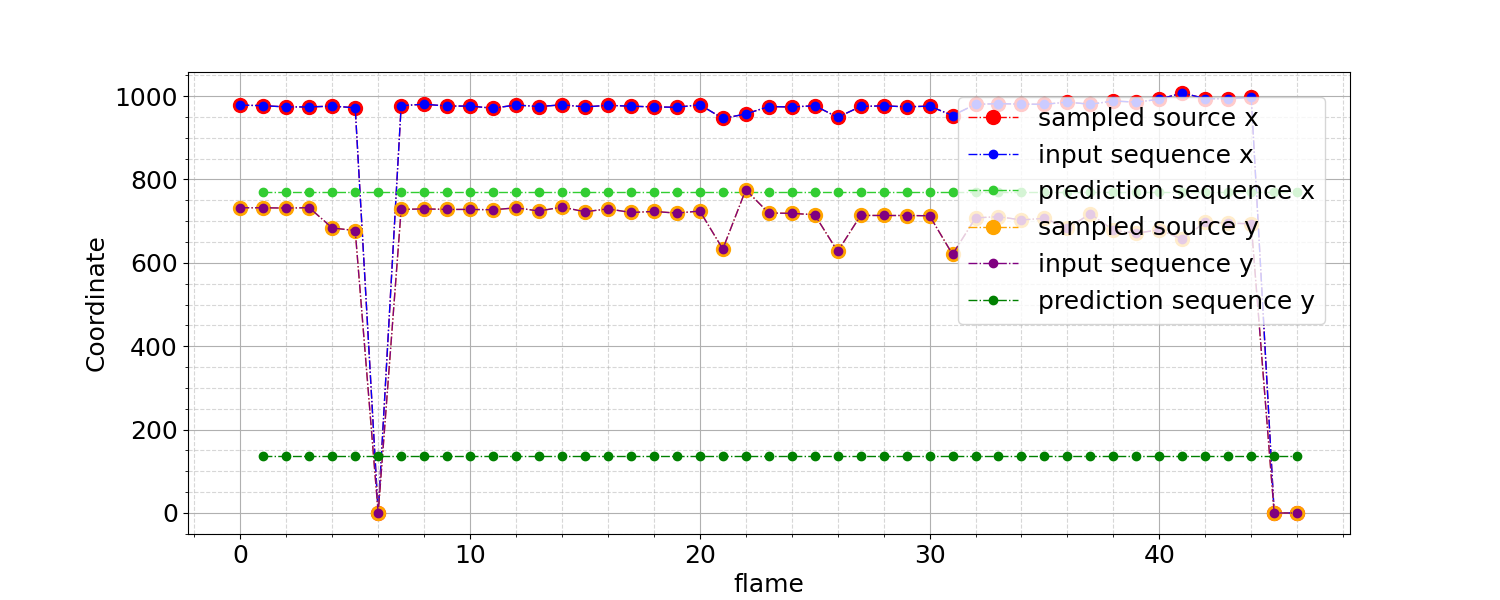 1000
800
600
400
200
0
Coordinate
0 10 20 30 40
flame
sampled source x
input sequence x
prediction sequence x
sampled source y
input sequence y
prediction sequence y